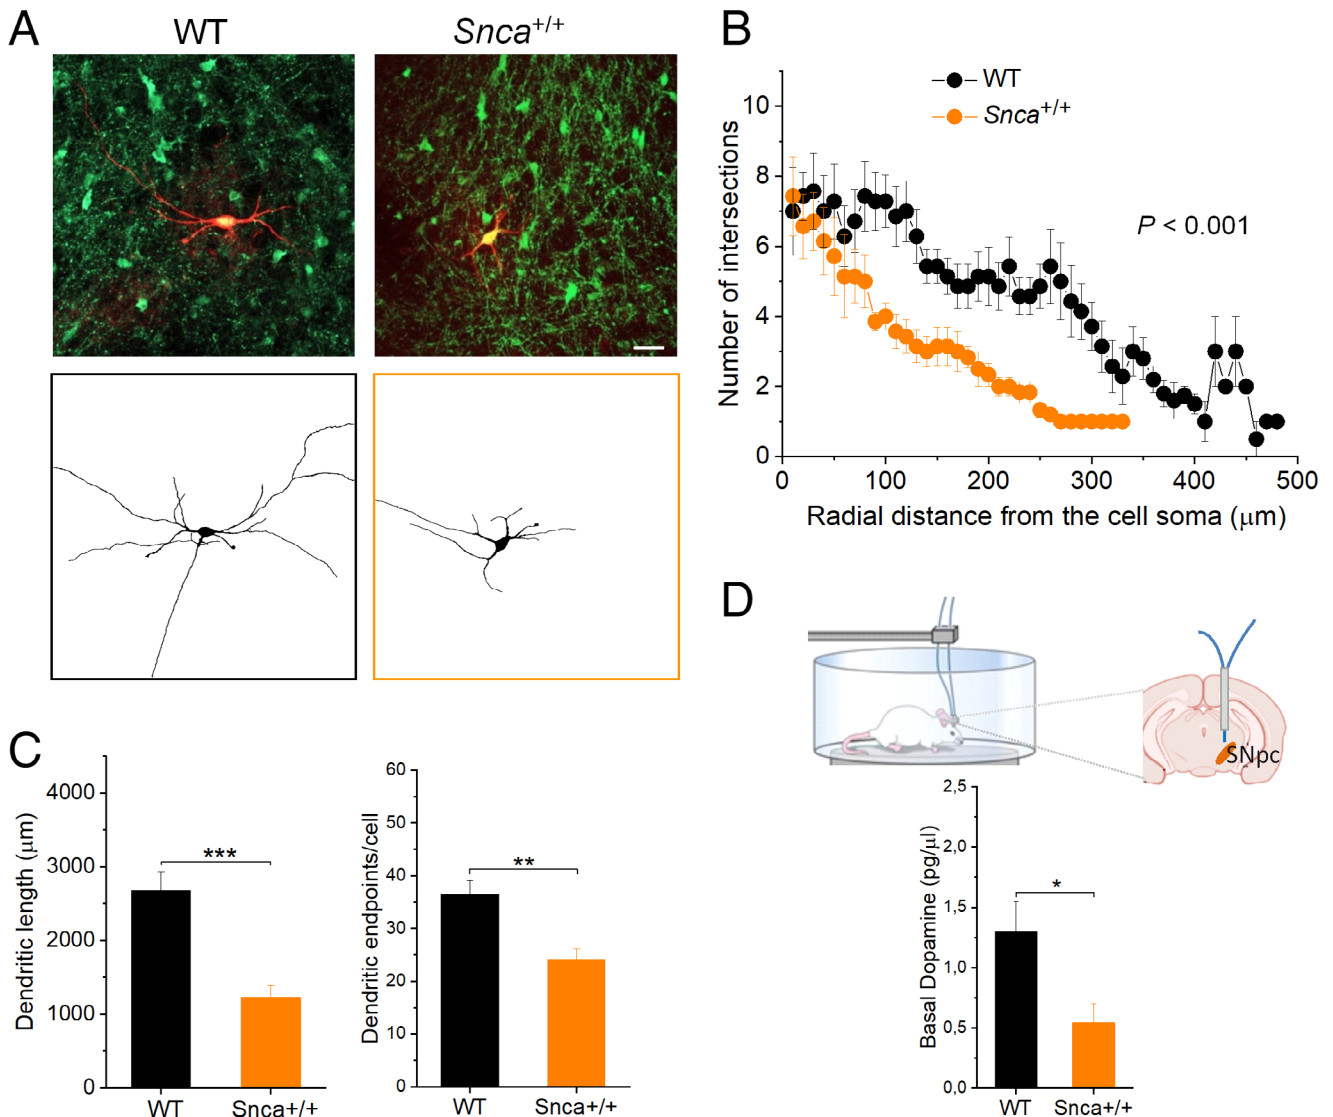 A
WT
Snca+/+
B
WT
Snca+/+
P < 0.001
Number of intersections
10
8
6
4
2
0
0 100 200 300 400 500
Radial distance from the cell soma (μm)
C
Dendritic length (μm)
4000
3000
2000
1000
0
***
WT Snca+/+
Dendritic endpoints/cell
60
50
40
30
20
10
0
**
WT Snca+/+
D
SNpc
Basal Dopamine (pg/μl)
2,5
2,0
1,5
1,0
0,5
0,0
*
WT Snca+/+